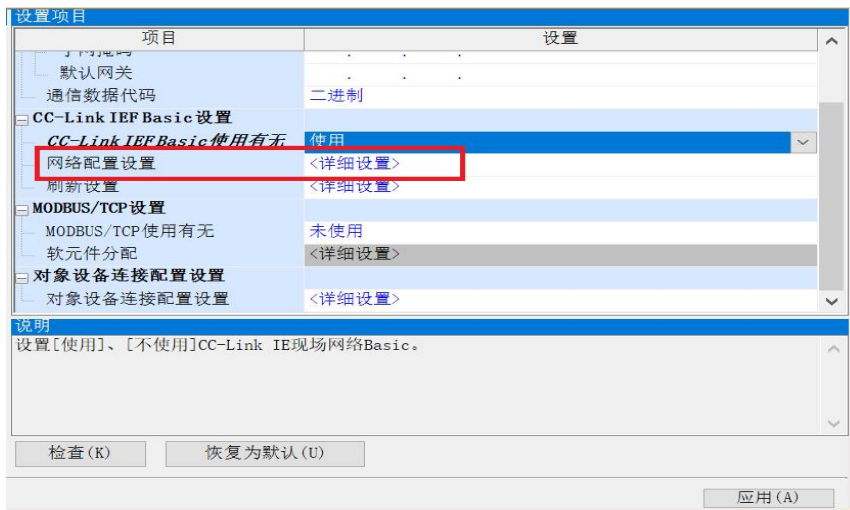 设置项目
项目 设置
默认网关 . . .
通信数据代码 二进制
CC-Link IEF Basic设置
CC-Link IEF Basic使用有无 使用
网络配置设置 <详细设置>
刷新设置 <详细设置>
MODBUS/TCP设置
MODBUS/TCP使用有无 未使用
软元件分配 <详细设置>
对象设备连接配置设置
对象设备连接配置设置 <详细设置>
说明
设置[使用]、[不使用]CC-Link IE现场网络Basic。
检查(K) 恢复为默认(U)
应用(A)